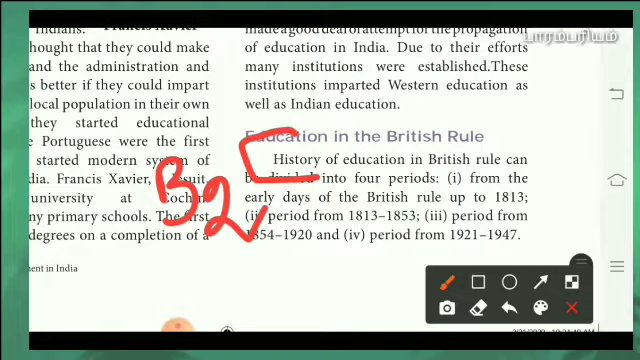 Indians.
Francis Xavier
thought that they could make
and the administration and
s better if they could impart
local population in their own
they started educational
e Portuguese were the first
started modern system of
dia. Francis Xavier, Jesuit,
university at Cochin
ny primary schools. The first
degrees on a completion of a
ment in India
made a good deal of attempt for the propagation
of education in India. Due to their efforts
many institutions were established. These
institutions imparted Western education as
well as Indian education.
Education in the British Rule
History of education in British rule can
be divided into four periods: (i) from the
early days of the British rule up to 1813;
(ii) period from 1813–1853; (iii) period from
1854–1920 and (iv) period from 1921–1947.
B2
பாரம்பரியம்